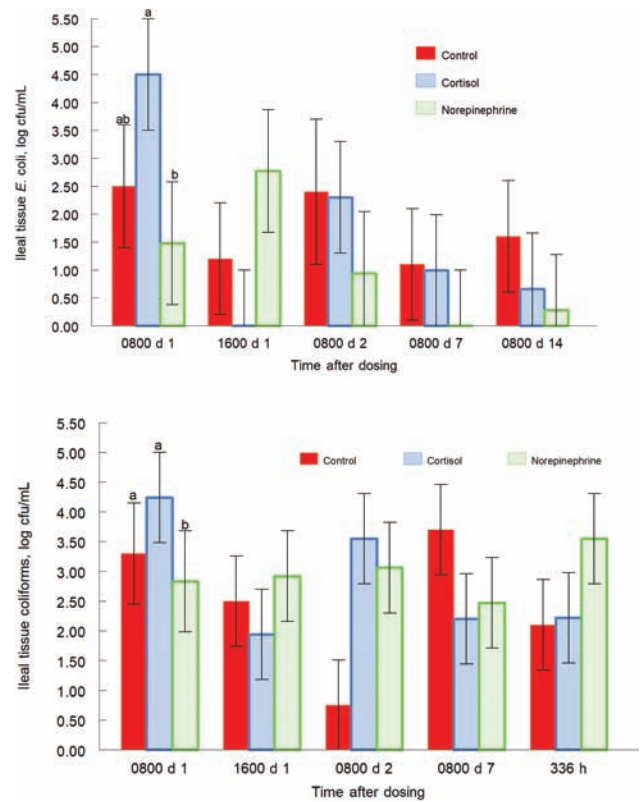 Ileal tissue E. coli, log cfu/mL
5.50
5.00
4.50
4.00
3.50
3.00
2.50
2.00
1.50
1.00
0.50
0.00
a
ab
b
Control
Cortisol
Norepinephrine
0800 d 1 1600 d 1 0800 d 2 0800 d 7 0800 d 14
Time after dosing
Ileal tissue coliforms, log cfu/mL
5.50
5.00
4.50
4.00
3.50
3.00
2.50
2.00
1.50
1.00
0.50
0.00
a
a
b
Control Cortisol Norepinephrine
0800 d 1 1600 d 1 0800 d 2 0800 d 7 336 h
Time after dosing